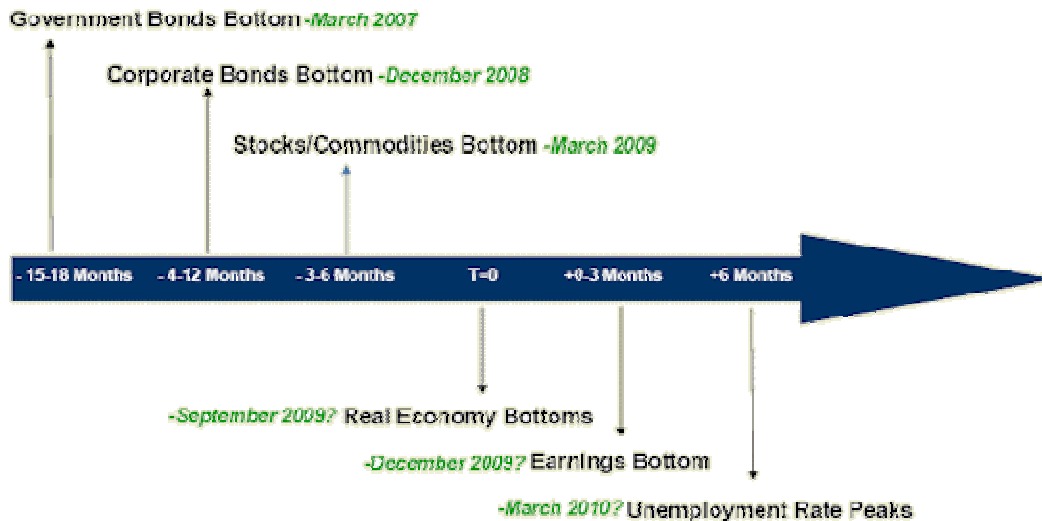 Government Bonds Bottom -March 2007
Corporate Bonds Bottom -December 2008
Stocks/Commodities Bottom -March 2009
- 15-18 Months - 4-12 Months - 3-6 Months T=0 +0-3 Months +6 Months
-September 2009? Real Economy Bottoms
-December 2009? Earnings Bottom
-March 2010? Unemployment Rate Peaks